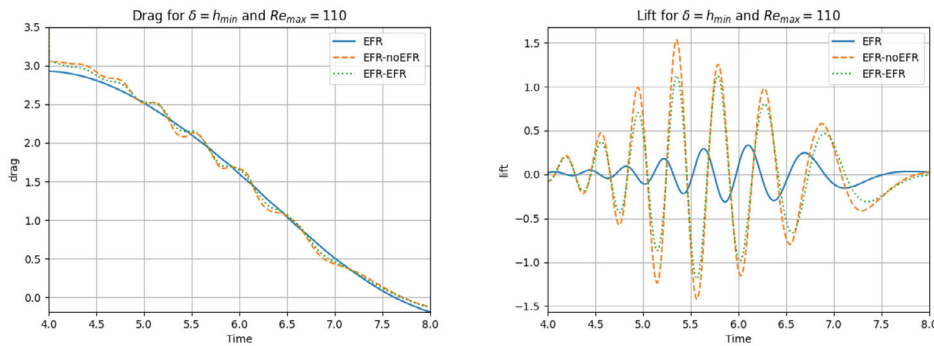 Drag for δ = h_min and Re_max = 110
3.5
3.0
2.5
2.0
1.5
1.0
0.5
0.0
drag
4.0 4.5 5.0 5.5 6.0 6.5 7.0 7.5 8.0
Time
EFR
EFR-noEFR
EFR-EFR
Lift for δ = h_min and Re_max = 110
1.5
1.0
0.5
0.0
−0.5
−1.0
−1.5
lift
4.0 4.5 5.0 5.5 6.0 6.5 7.0 7.5 8.0
Time
EFR
EFR-noEFR
EFR-EFR